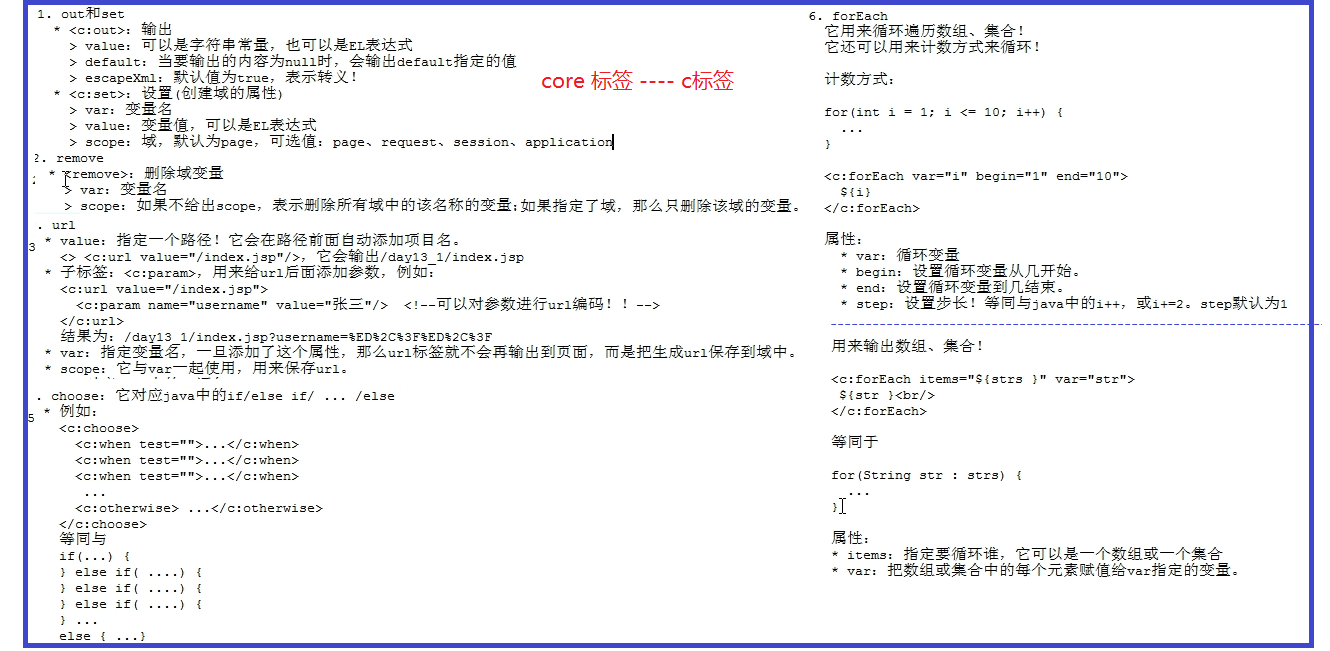 1. out和set
* <c:out>: 输出
> value: 可以是字符串常量, 也可以是EL表达式
> default: 当要输出的内容为null时, 会输出default指定的值
> escapeXml: 默认值为true, 表示转义!
* <c:set>: 设置(创建域的属性)
> var: 变量名
> value: 变量值, 可以是EL表达式
> scope: 域, 默认为page, 可选值: page、request、session、application
core 标签 ---- c标签
2. remove
* <remove>: 删除域变量
> var: 变量名
> scope: 如果不给出scope, 表示删除所有域中的该名称的变量;如果指定了域, 那么只删除该域的变量。
3. url
* value: 指定一个路径! 它会在路径前面自动添加项目名。
<> <c:url value="/index.jsp"/>, 它会输出/day13_1/index.jsp
* 子标签: <c:param>, 用来给url后面添加参数, 例如:
<c:url value="/index.jsp">
<c:param name="username" value="张三"/> <!--可以对参数进行url编码! ! -->
</c:url>
结果为: /day13_1/index.jsp?username=%ED%2C%3F%ED%2C%3F
* var: 指定变量名, 一旦添加了这个属性, 那么url标签就不会再输出到页面, 而是把生成url保存到域中。
* scope: 它与var一起使用, 用来保存url。
5. choose: 它对应java中的if/else if/ ... /else
* 例如:
<c:choose>
<c:when test="">...</c:when>
<c:when test="">...</c:when>
<c:when test="">...</c:when>
...
<c:otherwise> ...</c:otherwise>
</c:choose>
等同与
if(...) {
} else if( ....) {
} else if( ....) {
} else if( ....) {
} ...
else { ...}
6. forEach
它用来循环遍历数组、集合!
它还可以用来计数方式来循环!
计数方式:
for(int i = 1; i <= 10; i++) {
...
}
<c:forEach var="i" begin="1" end="10">
${i}
</c:forEach>
属性:
* var: 循环变量
* begin: 设置循环变量从几开始。
* end: 设置循环变量到几结束。
* step: 设置步长! 等同与java中的i++, 或i+=2。step默认为1
用来输出数组、集合!
<c:forEach items="${strs }" var="str">
${str }<br/>
</c:forEach>
等同于
for(String str : strs) {
...
}
属性:
* items: 指定要循环谁, 它可以是一个数组或一个集合
* var: 把数组或集合中的每个元素赋值给var指定的变量。